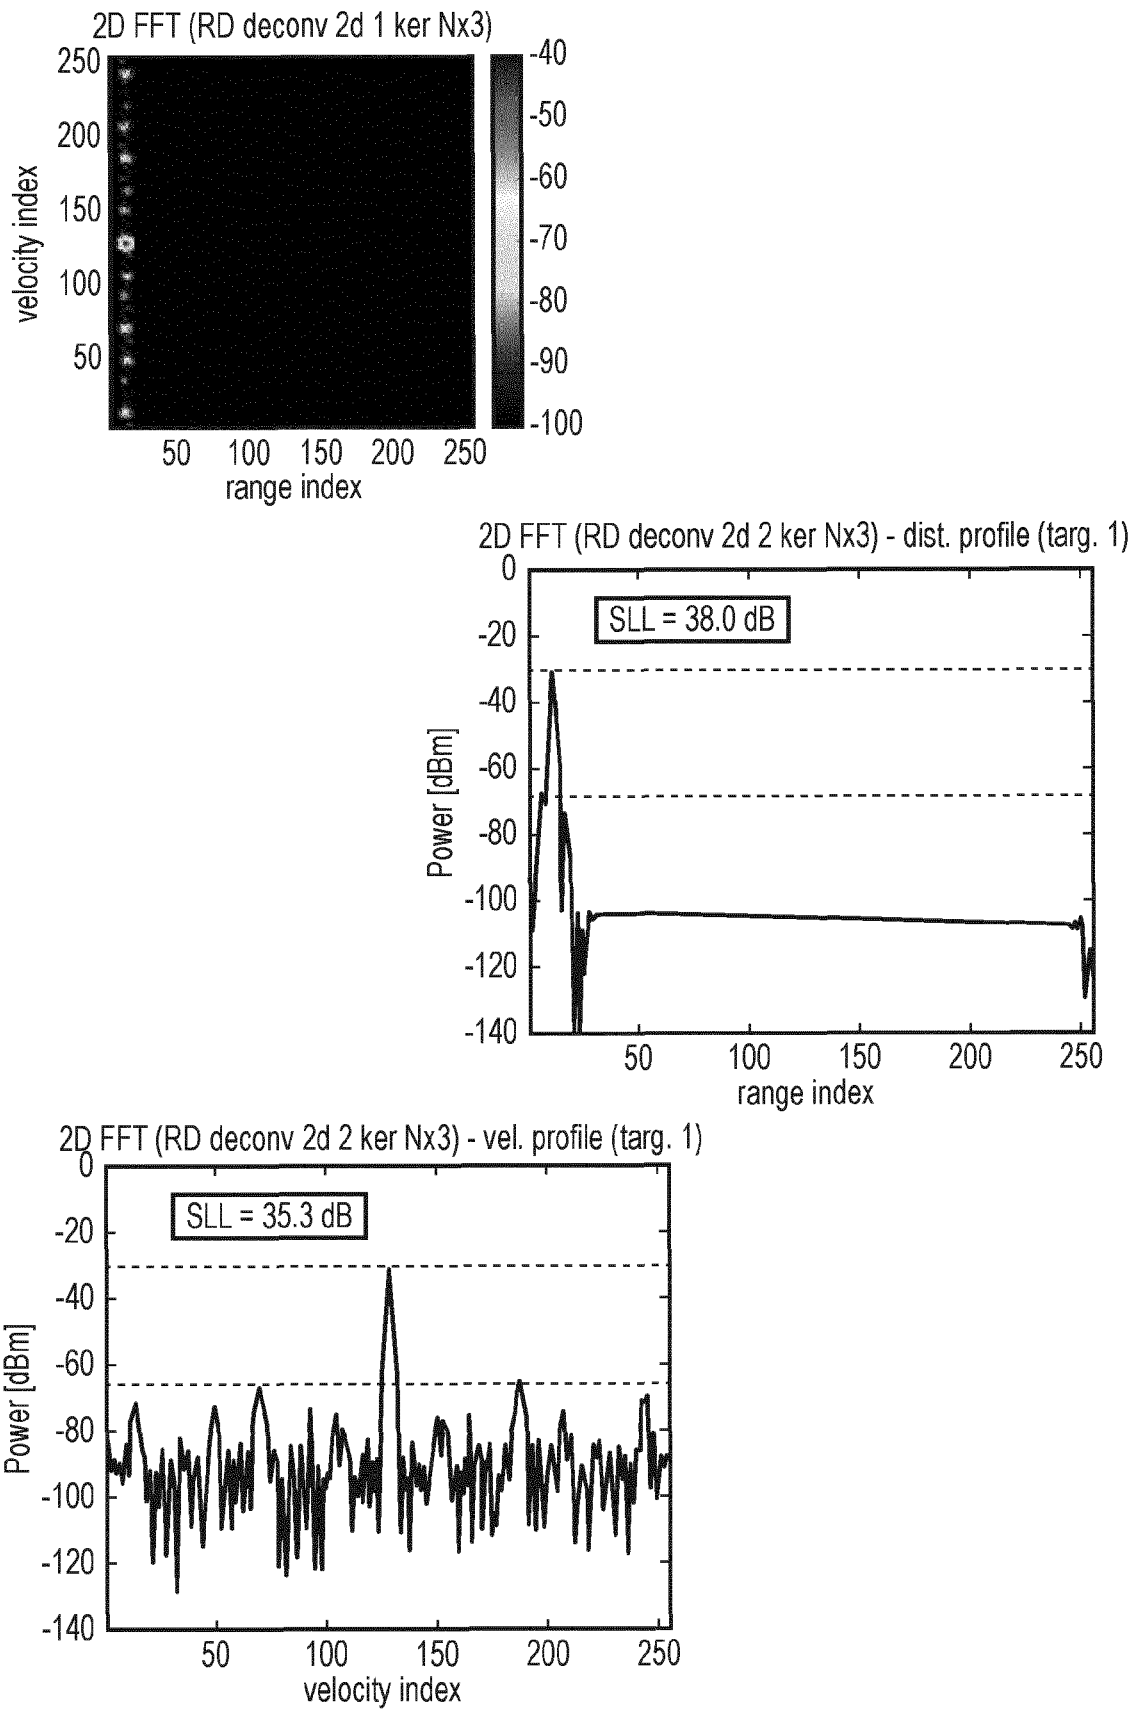 2D FFT (RD deconv 2d 1 ker Nx3)
250
200
150
100
50
velocity index
50 100 150 200 250
range index
-40
-50
-60
-70
-80
-90
-100
2D FFT (RD deconv 2d 2 ker Nx3) - dist. profile (targ. 1)
SLL = 38.0 dB
0
-20
-40
-60
-80
-100
-120
-140
Power [dBm]
50 100 150 200 250
range index
2D FFT (RD deconv 2d 2 ker Nx3) - vel. profile (targ. 1)
SLL = 35.3 dB
0
-20
-40
-60
-80
-100
-120
-140
Power [dBm]
50 100 150 200 250
velocity index